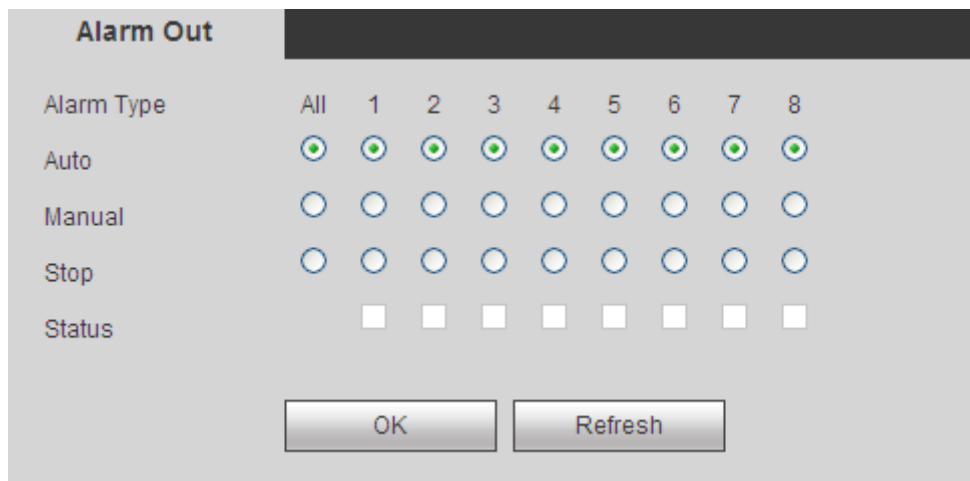 Alarm Out
Alarm Type All 1 2 3 4 5 6 7 8
Auto
Manual
Stop
Status
OK Refresh